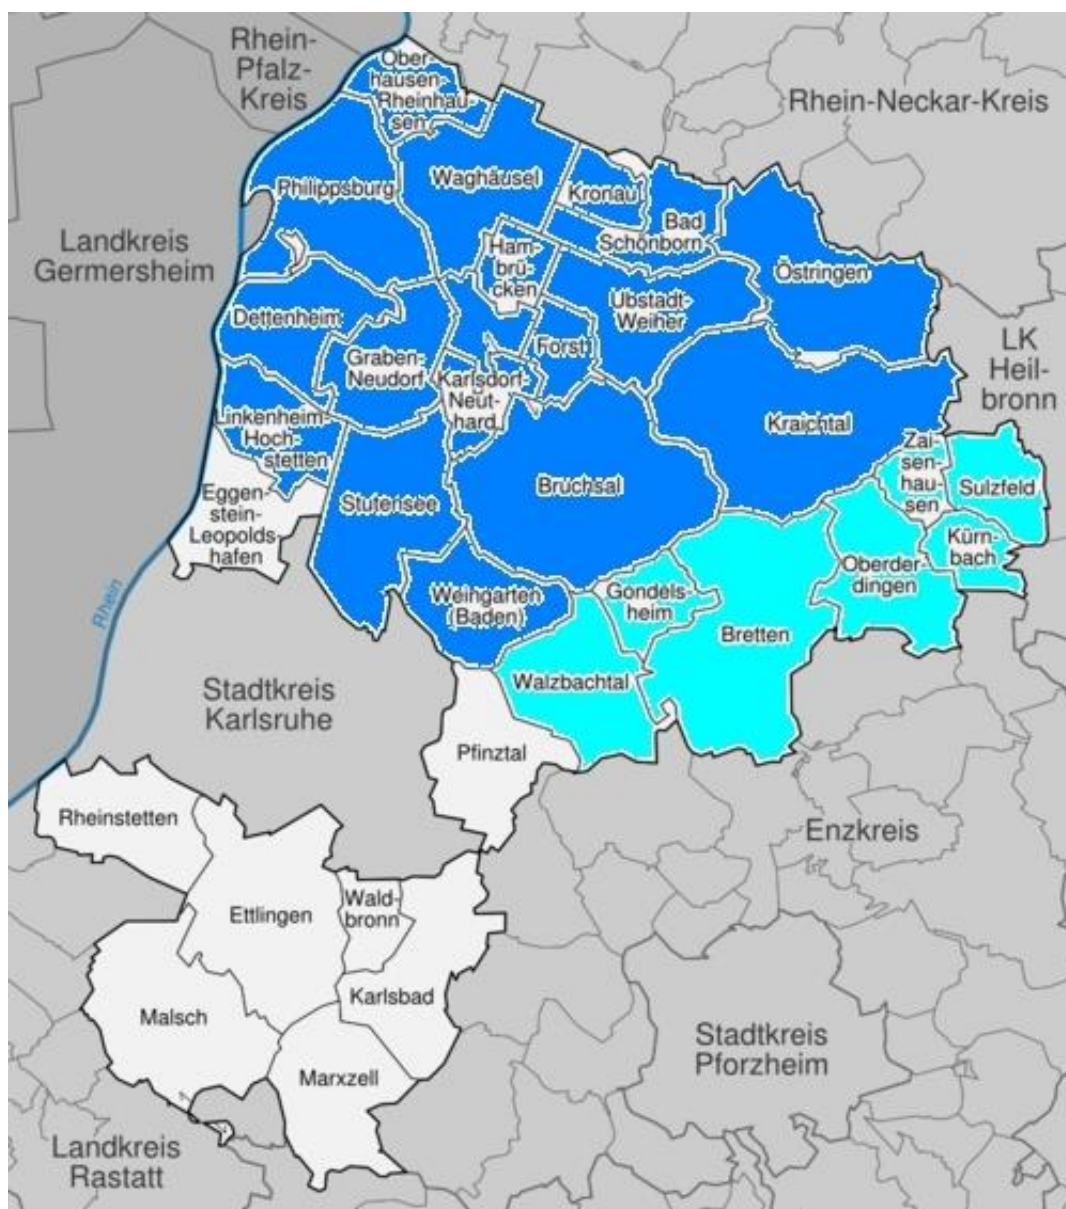 Rhein-
Pfalz-
Kreis
Ober-
hausen-
Rheinhau-
sen
Rhein-Neckar-Kreis
Philippsburg
Waghäusel
Kronau
Bad
Schönborn
Landkreis
Germersheim
Ham-
brü-
cken
Östringen
Dettenheim
Ubstadt-
Weiher
Graben-
Neudorf
Forst
LK
Heil-
bronn
Karlsdorf-
Neut-
hard
Linkenheim-
Hoch-
stetten
Kraichtal
Zai-
sen-
hau-
sen
Sulzfeld
Eggen-
stein-
Leopolds-
hafen
Stutensee
Bruchsal
Kürn-
bach
Oberder-
dingen
Rhein
Weihgarten
(Baden)
Gondels-
heim
Bretten
Walzbachtal
Stadtkreis
Karlsruhe
Pfinztal
Rheinstetten
Enzkreis
Wald-
bronn
Ettlingen
Karlsbad
Malsch
Stadtkreis
Pforzheim
Marxzell
Landkreis
Rastatt